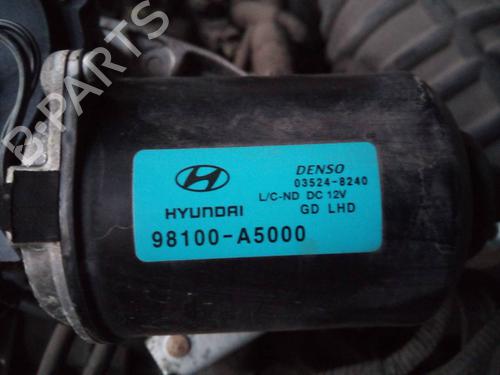 B-PARTS
DENSO
03524-8240
L/C-ND DC 12V
HYUNDAI GD LHD
98100-A5000